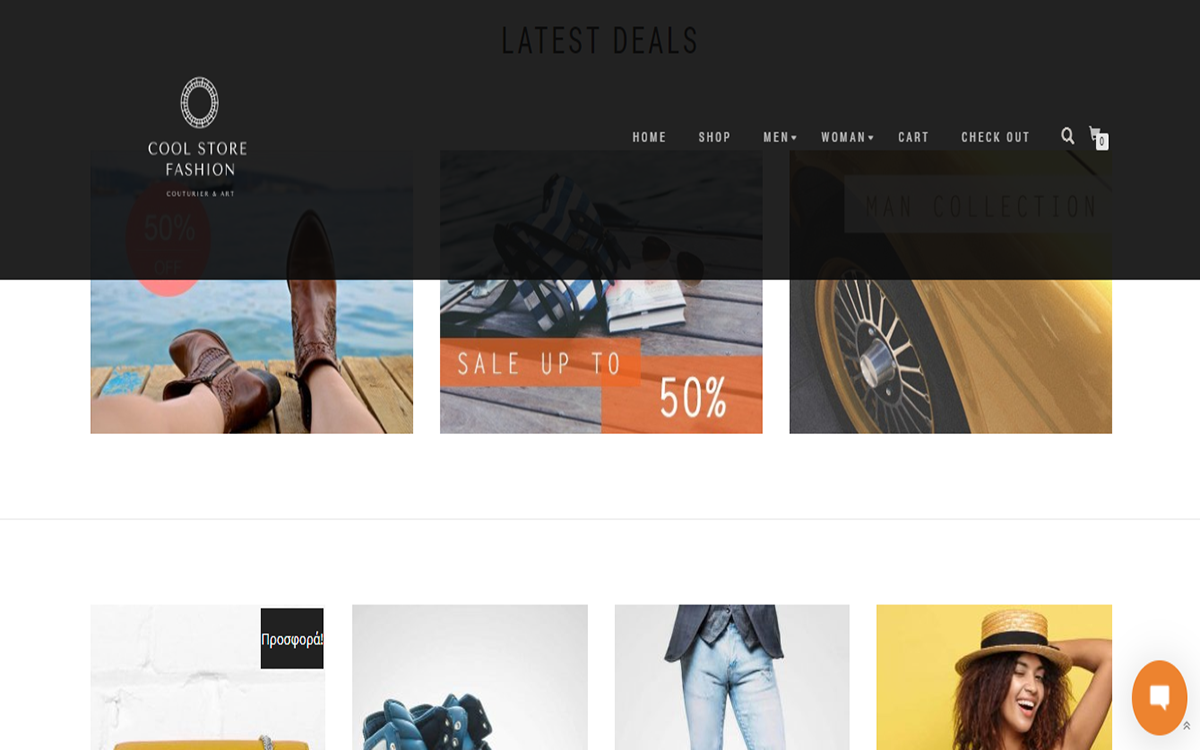 LATEST DEALS
COOL STORE
FASHION
COUTURIER & ART
HOME SHOP MEN WOMAN CART CHECK OUT
0
50%
OFF
MAN COLLECTION
SALE UP TO
50%
Προσφορά!